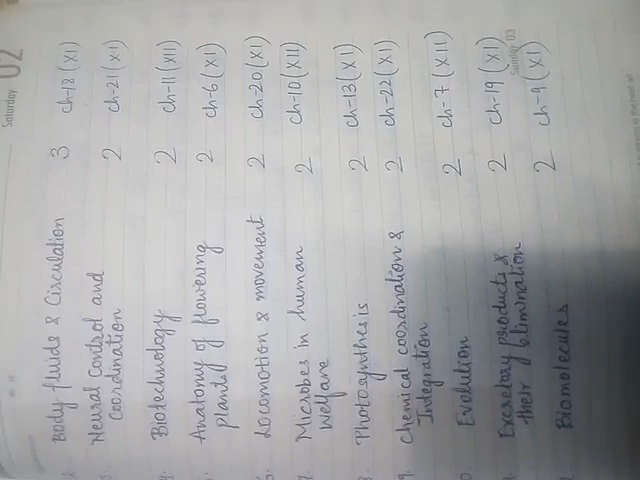 Saturday 02
Body fluids & Circulation 3 ch-18 (XI)
Neural Control and 2 ch-21 (XI)
Coordination
Biotechnology 2 ch-11 (XII)
Anatomy of flowering 2 ch-6 (XI)
plants
Locomotion & movement 2 ch-20 (XI)
Microbes in human 2 ch-10 (XII)
Welfare
Photosynthesis 2 ch-13 (XI)
Chemical coordination & 2 ch-22 (XI)
Integration
Evolution 2 ch-7 (XII)
Excretory products & 2 ch-19 (XI)
their Elimination
Sunday 03
Biomolecules 2 ch-9 (XI)